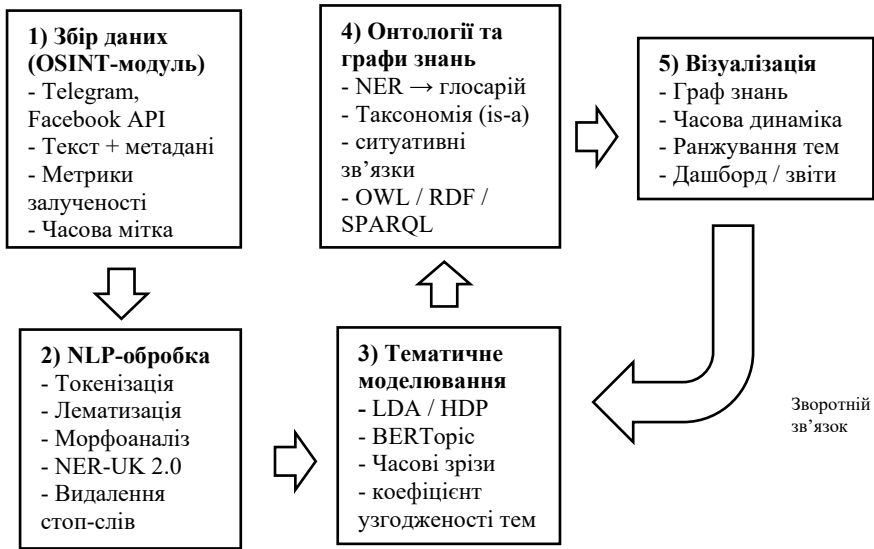 1) Збір даних
(OSINT-модуль)
- Telegram,
Facebook API
- Текст + метадані
- Метрики
залученості
- Часова мітка
2) NLP-обробка
- Токенізація
- Лематизація
- Морфоаналіз
- NER-UK 2.0
- Видалення
стоп-слів
3) Тематичне
моделювання
- LDA / HDP
- BERTopic
- Часові зрізи
- коефіцієнт
узгодженості тем
4) Онтології та
графи знань
- NER → глосарій
- Таксономія (is-a)
- ситуативні
зв’язки
- OWL / RDF /
SPARQL
5) Візуалізація
- Граф знань
- Часова динаміка
- Ранжування тем
- Дашборд / звіти
Зворотній
зв’язок